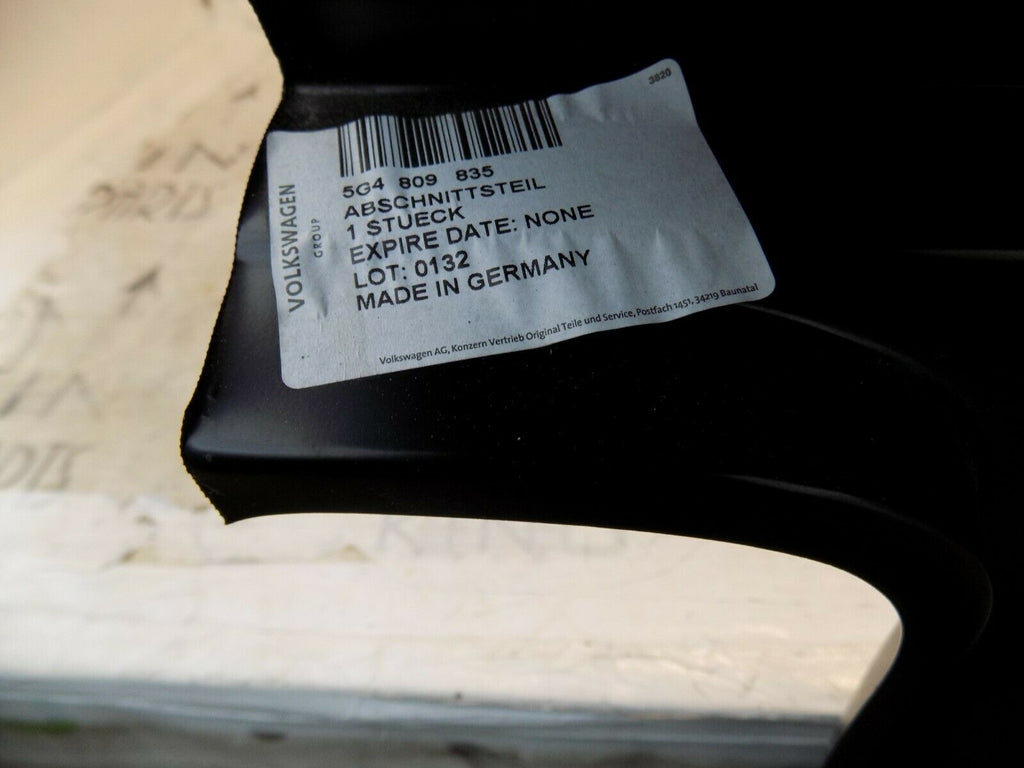 3820
VOLKSWAGEN
GROUP
5G4 809 835
ABSCHNITTSTEIL
1 STUECK
EXPIRE DATE: NONE
LOT: 0132
MADE IN GERMANY
Volkswagen AG, Konzern Vertrieb Original Teile und Service, Postfach 1451, 34219 Baunatal